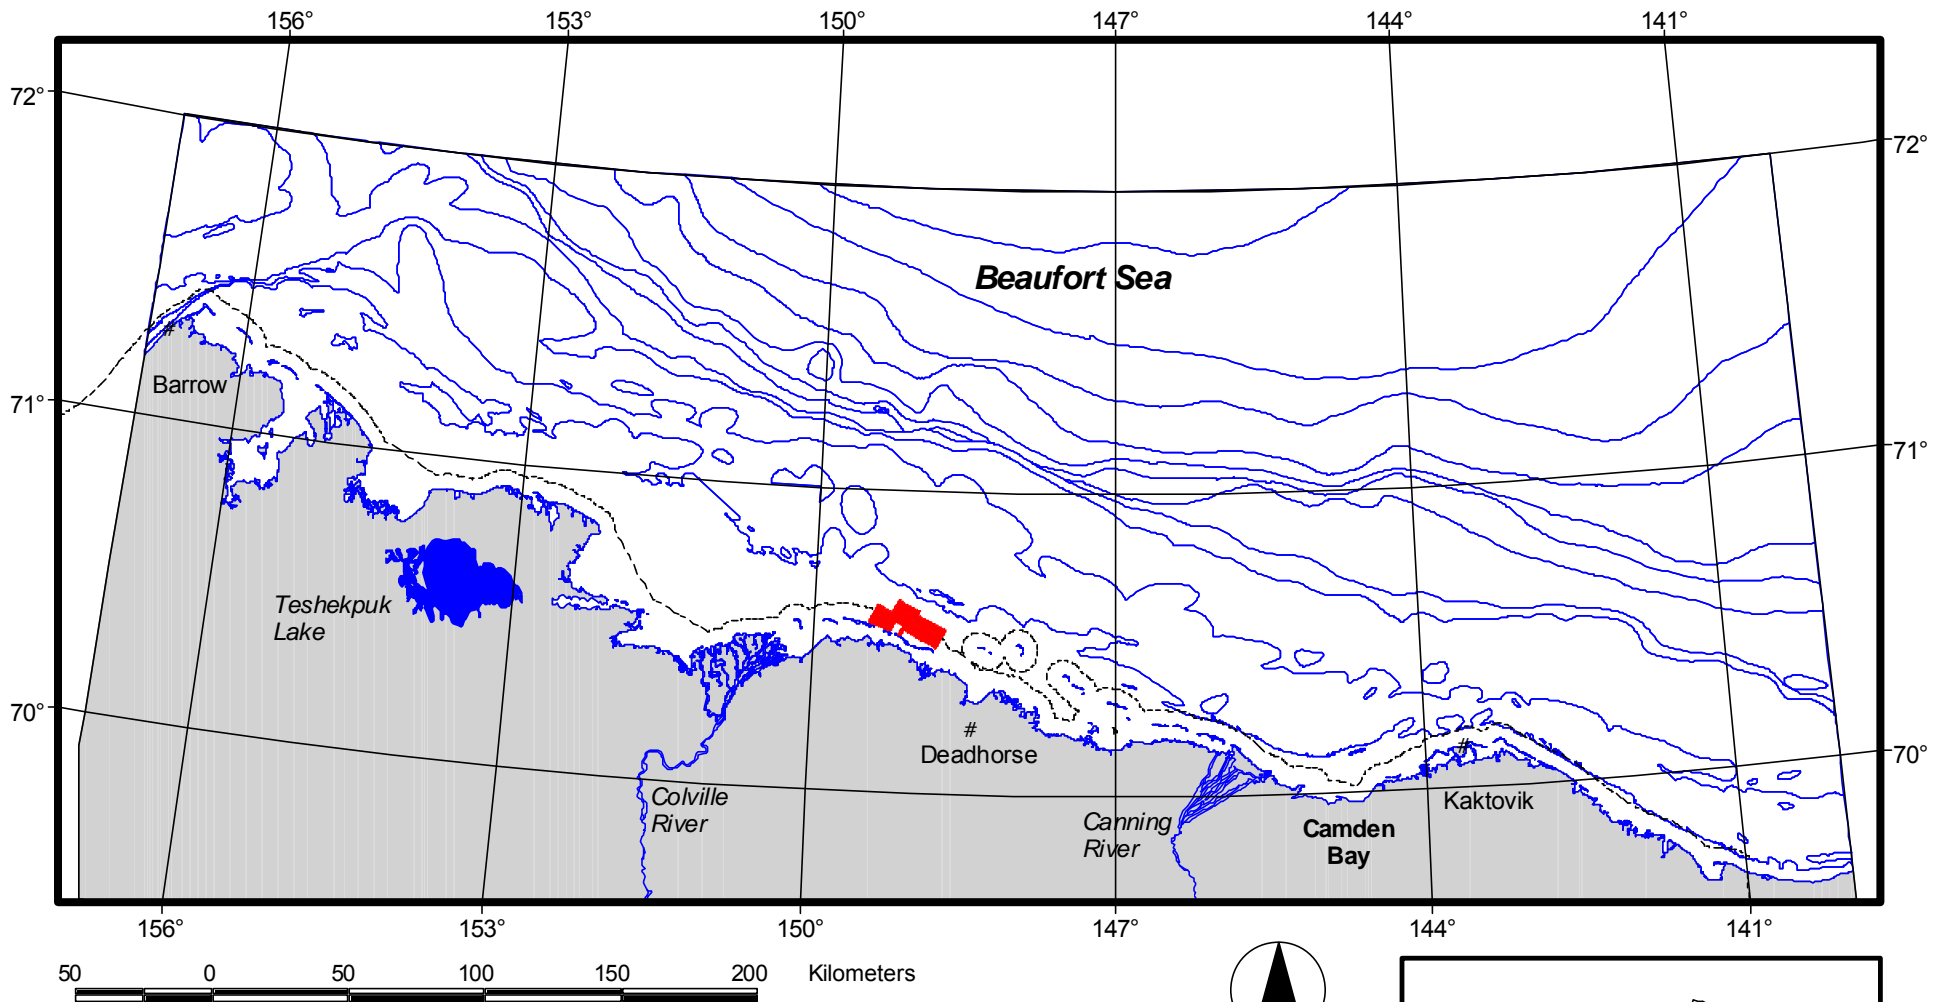 156° 153° 150° 147° 144° 141°
72° 72°
Beaufort Sea
#
Barrow
71° 71°
Teshekpuk
Lake
70° 70°
#
Deadhorse
#
Kaktovik
Colville
River
Canning
River
Camden
Bay
156° 153° 150° 147° 144° 141°
50 0 50 100 150 200 Kilometers